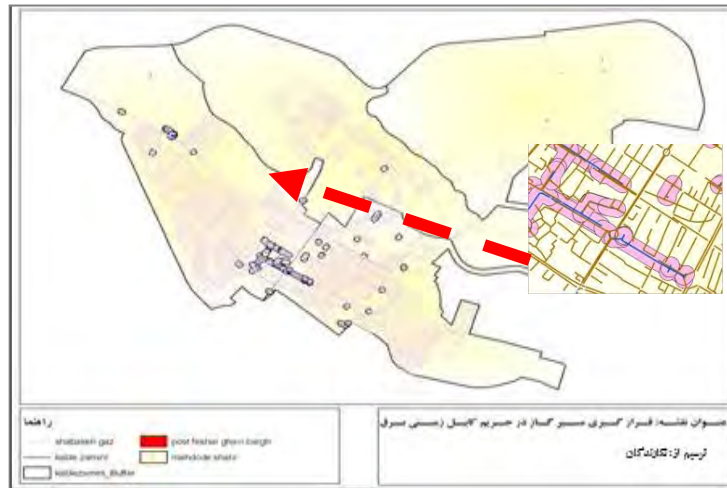 راهنما
shabakeh gaz
kable zamini
kablezamini_Buffer
post feshar ghavi bargh
mahdode shahr
عنوان نقشه: قرار گیری مسیر گاز در حریم کابل زمینی برق
ترسیم از: نگارندگان